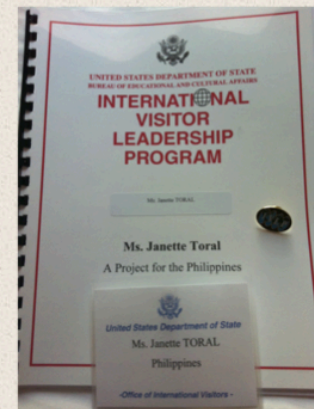 UNITED STATES DEPARTMENT OF STATE
BUREAU OF EDUCATIONAL AND CULTURAL AFFAIRS
INTERNATIONAL
VISITOR
LEADERSHIP
PROGRAM
Ms. Janette TORAL
Ms. Janette Toral
A Project for the Philippines
United States Department of State
Ms. Janette TORAL
Philippines
-Office of International Visitors -